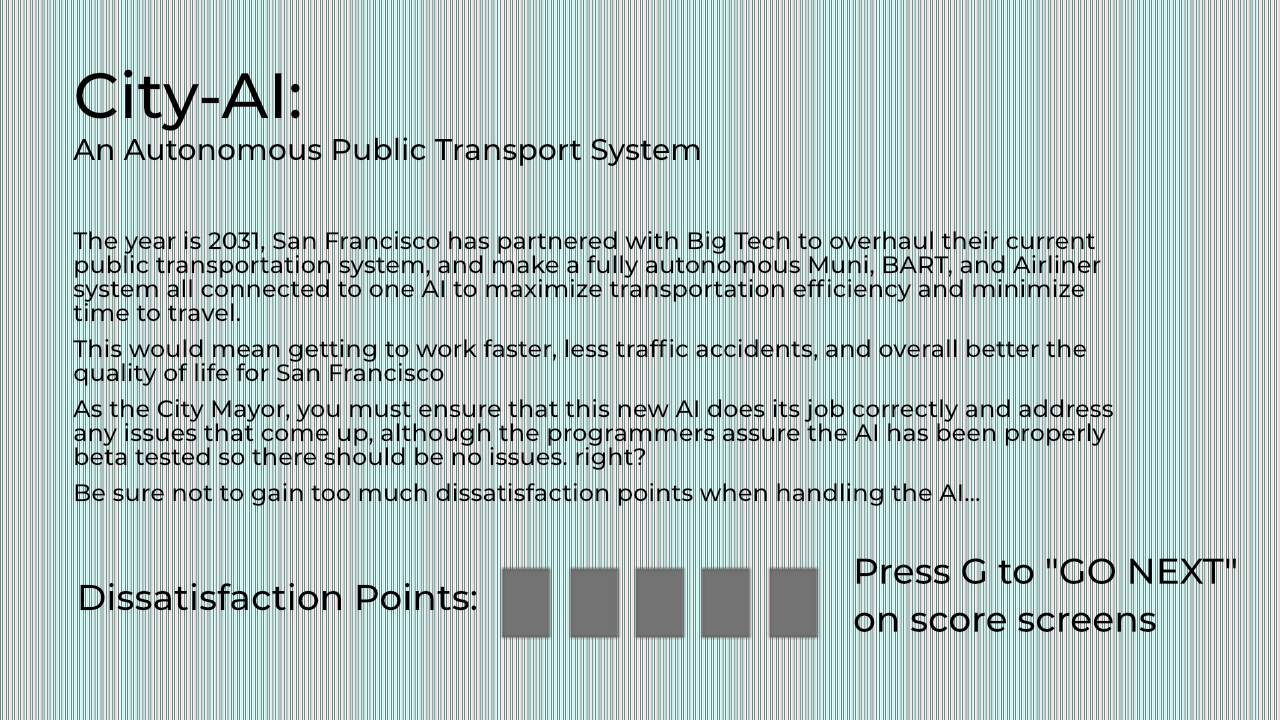 City-AI:
An Autonomous Public Transport System
The year is 2031, San Francisco has partnered with Big Tech to overhaul their current
public transportation system, and make a fully autonomous Muni, BART, and Airliner
system all connected to one AI to maximize transportation efficiency and minimize
time to travel.
This would mean getting to work faster, less traffic accidents, and overall better the
quality of life for San Francisco
As the City Mayor, you must ensure that this new AI does its job correctly and address
any issues that come up, although the programmers assure the AI has been properly
beta tested so there should be no issues. right?
Be sure not to gain too much dissatisfaction points when handling the AI...
Dissatisfaction Points:
Press G to "GO NEXT"
on score screens